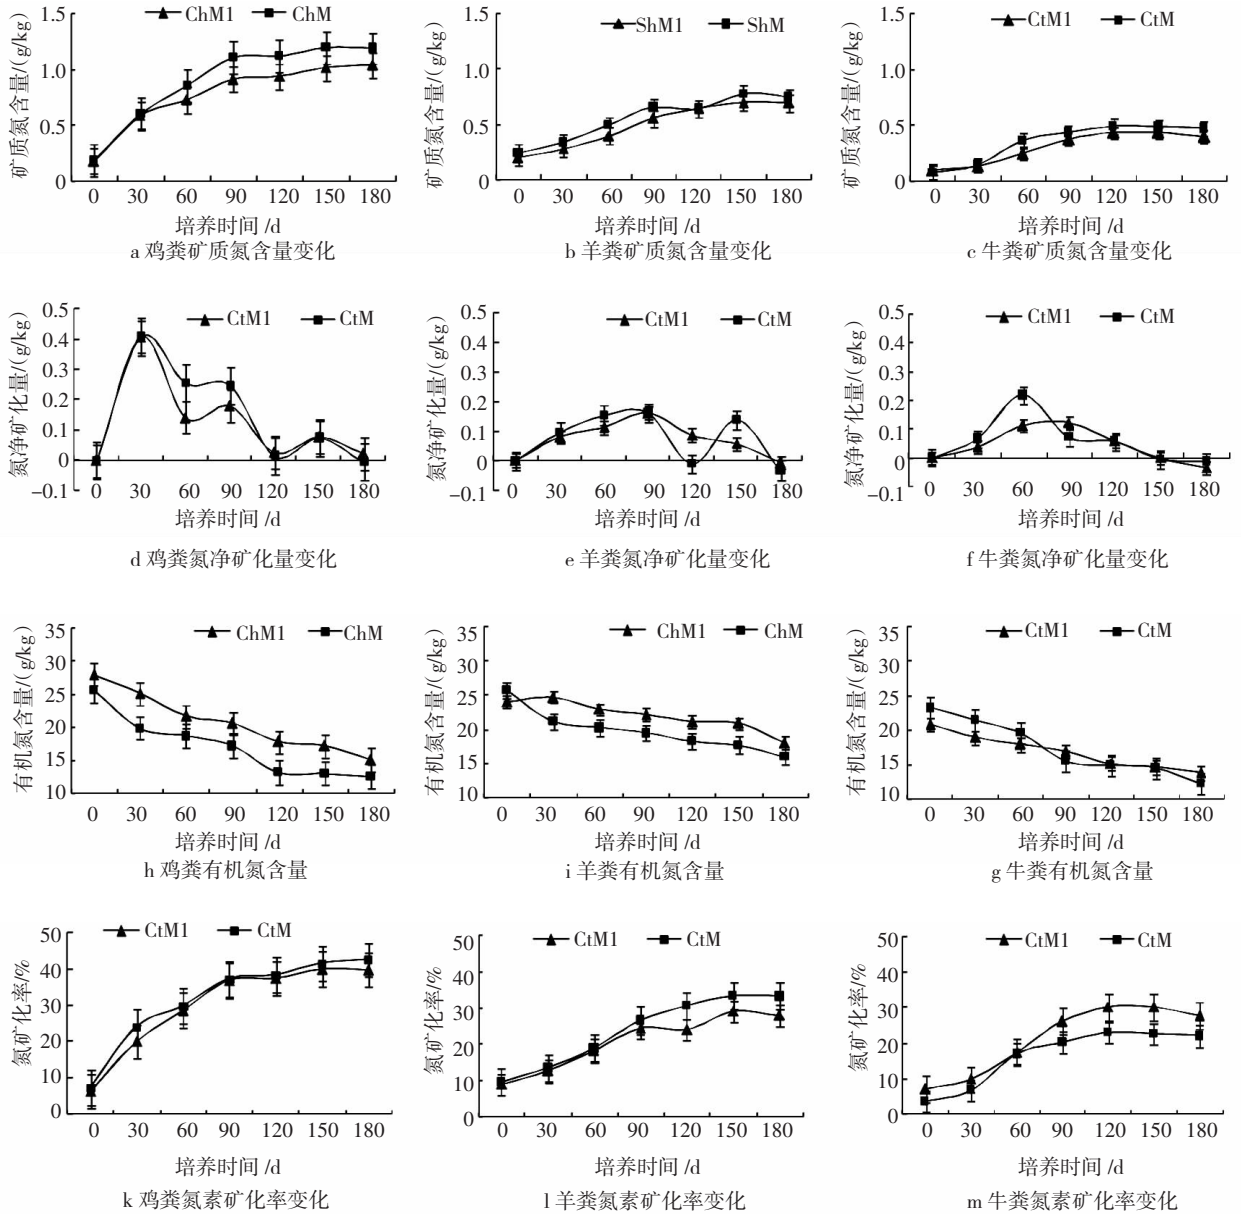 1.5
1.0
0.5
0
矿质氮含量/(g/kg)
ChM1 ChM
0 30 60 90 120 150 180
培养时间 /d
a 鸡粪矿质氮含量变化
1.5
1.0
0.5
0
矿质氮含量/(g/kg)
ShM1 ShM
0 30 60 90 120 150 180
培养时间 /d
b 羊粪矿质氮含量变化
1.5
1.0
0.5
0
矿质氮含量/(g/kg)
CtM1 CtM
0 30 60 90 120 150 180
培养时间 /d
c 牛粪矿质氮含量变化
0.5
0.4
0.3
0.2
0.1
0
-0.1
氮净矿化量/(g/kg)
CtM1 CtM
0 30 60 90 120 150 180
培养时间 /d
d 鸡粪氮净矿化量变化
0.5
0.4
0.3
0.2
0.1
0
-0.1
氮净矿化量/(g/kg)
CtM1 CtM
0 30 60 90 120 150 180
培养时间 /d
e 羊粪氮净矿化量变化
0.5
0.4
0.3
0.2
0.1
0
-0.1
氮净矿化量/(g/kg)
CtM1 CtM
0 30 60 90 120 150 180
培养时间 /d
f 牛粪氮净矿化量变化
35
30
25
20
15
10
有机氮含量/(g/kg)
ChM1 ChM
0 30 60 90 120 150 180
培养时间 /d
h 鸡粪有机氮含量
35
30
25
20
15
10
有机氮含量/(g/kg)
ChM1 ChM
0 30 60 90 120 150 180
培养时间 /d
i 羊粪有机氮含量
35
30
25
20
15
10
有机氮含量/(g/kg)
CtM1 CtM
0 30 60 90 120 150 180
培养时间 /d
g 牛粪有机氮含量
50
40
30
20
10
0
氮矿化率/%
CtM1 CtM
0 30 60 90 120 150 180
培养时间 /d
k 鸡粪氮素矿化率变化
50
40
30
20
10
0
氮矿化率/%
CtM1 CtM
0 30 60 90 120 150 180
培养时间 /d
l 羊粪氮素矿化率变化
50
40
30
20
10
0
氮矿化率/%
CtM1 CtM
0 30 60 90 120 150 180
培养时间 /d
m 牛粪氮素矿化率变化